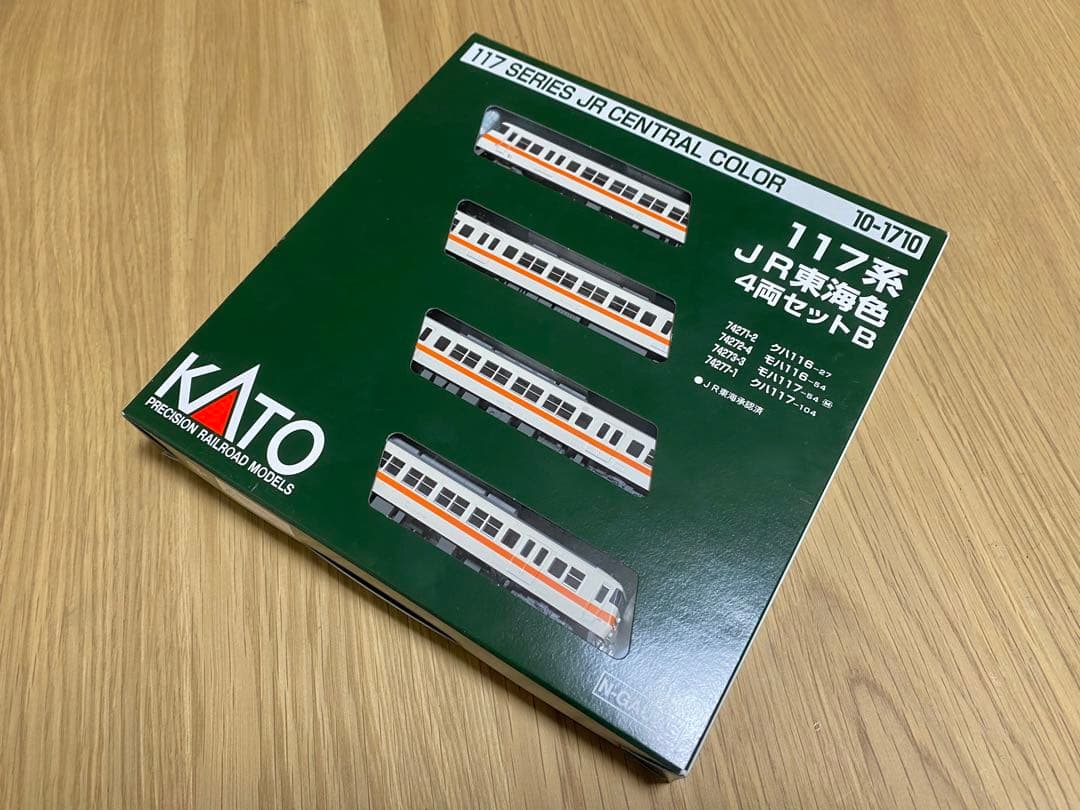 117 SERIES JR CENTRAL COLOR 10-1710
117系
JR東海色
4両セットB
74271-2 クハ116-27
74272-4 モハ116-54
74273-3 モハ117-54 Ⓜ
74277-1 クハ117-104
●JR東海承認済
KATO
PRECISION RAILROAD MODELS
N-GAUGE